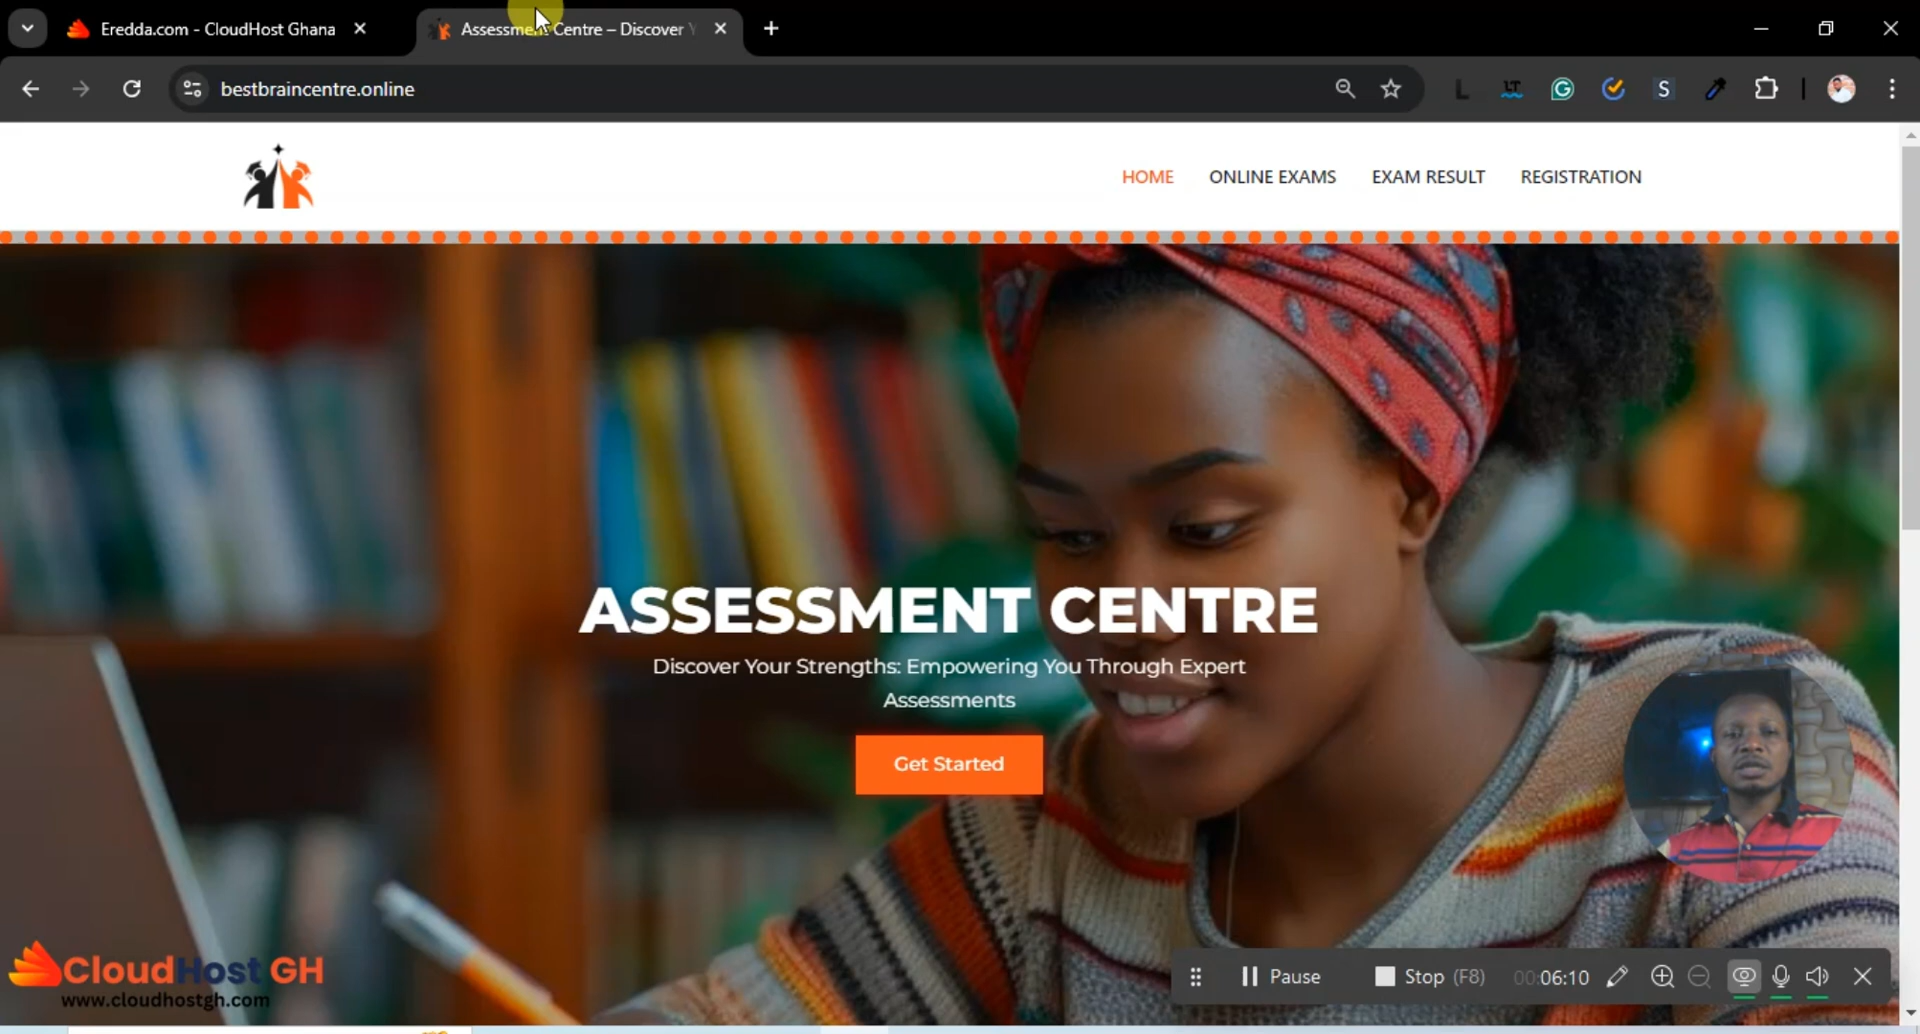 Eredda.com - CloudHost Ghana
Assessment Centre – Discover Y
bestbraincentre.online
HOME ONLINE EXAMS EXAM RESULT REGISTRATION
ASSESSMENT CENTRE
Discover Your Strengths: Empowering You Through Expert
Assessments
Get Started
CloudHost GH
www.cloudhostgh.com
Pause Stop (F8) 00:06:10